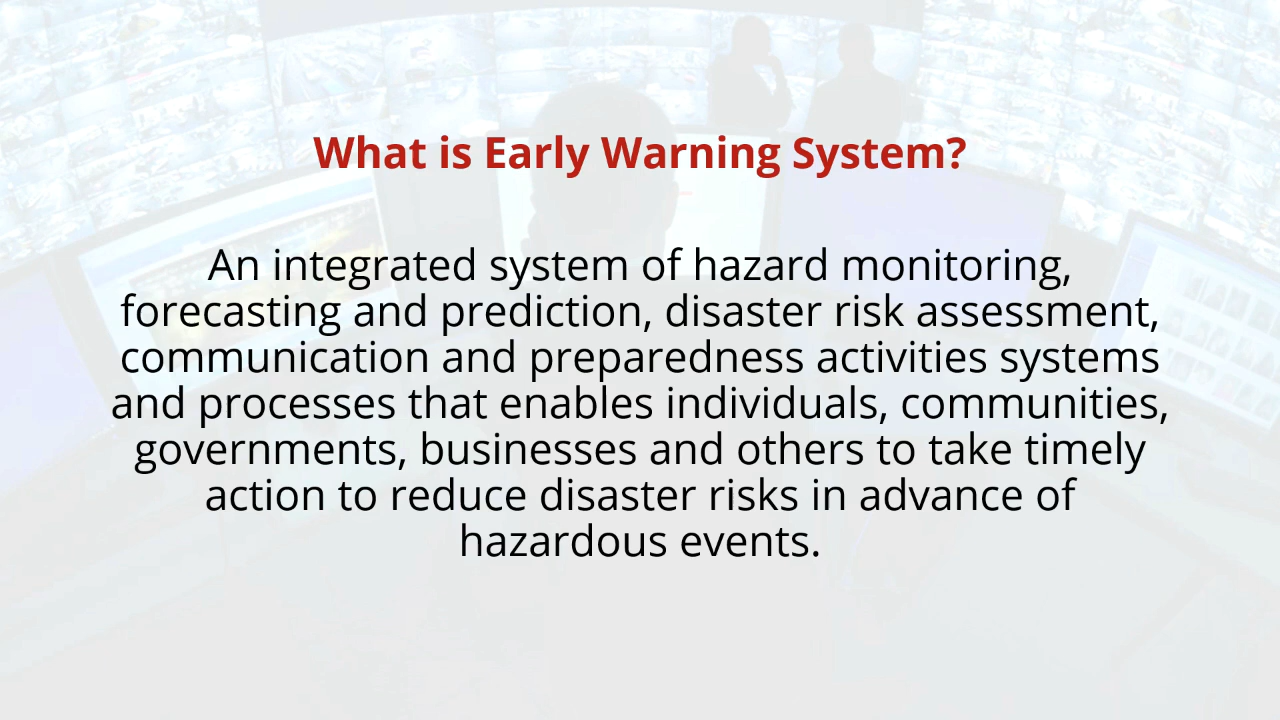 What is Early Warning System?
An integrated system of hazard monitoring,
forecasting and prediction, disaster risk assessment,
communication and preparedness activities systems
and processes that enables individuals, communities,
governments, businesses and others to take timely
action to reduce disaster risks in advance of
hazardous events.